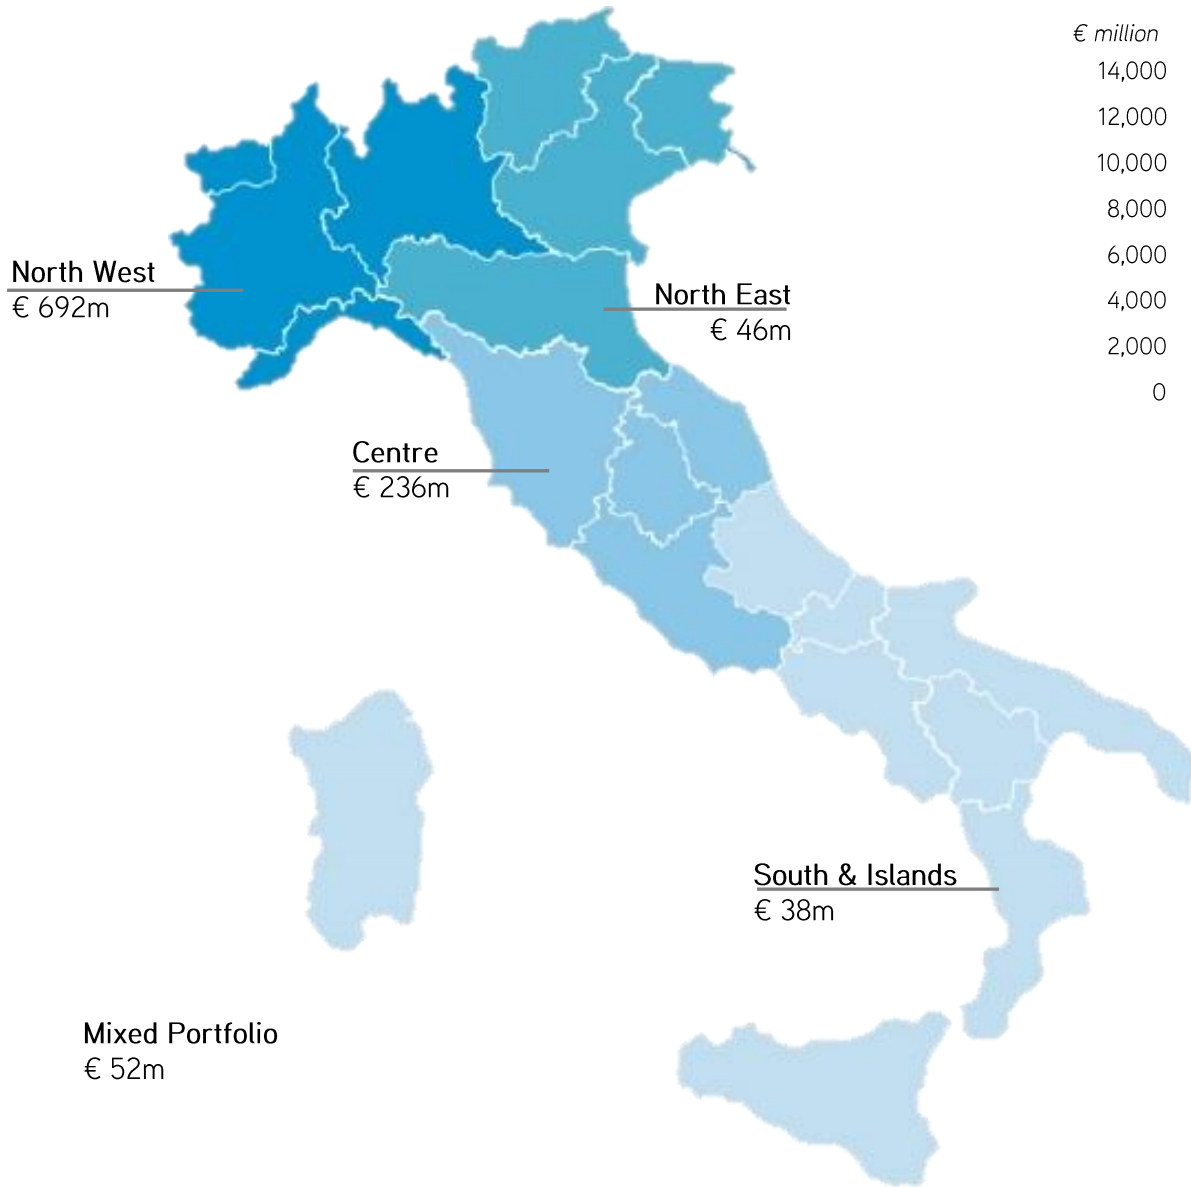 € million
14,000
12,000
10,000
8,000
6,000
4,000
2,000
0
North West
€ 692m
North East
€ 46m
Centre
€ 236m
South & Islands
€ 38m
Mixed Portfolio
€ 52m